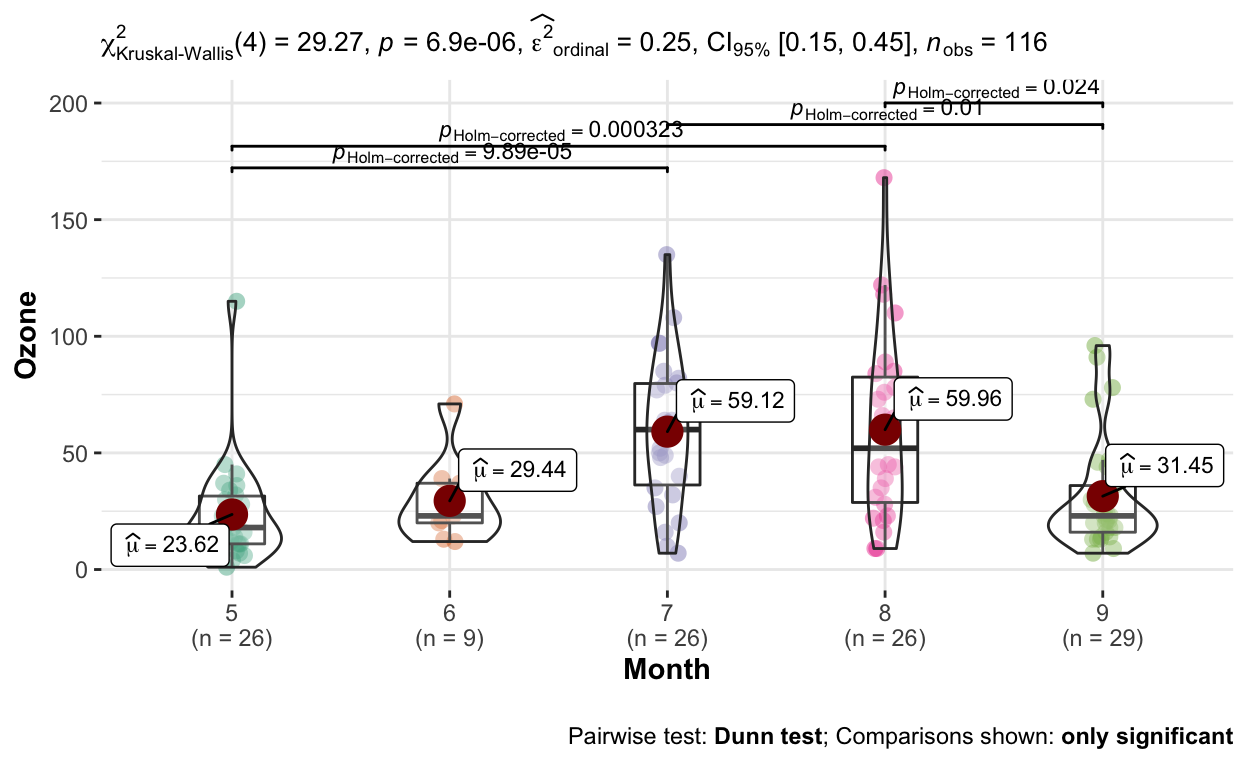 χ²Kruskal-Wallis(4) = 29.27, p = 6.9e-06, ε̂²ordinal = 0.25, CI95% [0.15, 0.45], nobs = 116
200
150
100
50
0
Ozone
pHolm−corrected = 0.024
pHolm−corrected = 0.01
pHolm−corrected = 0.000323
pHolm−corrected = 9.89e-05
μ̂ = 23.62
μ̂ = 29.44
μ̂ = 59.12
μ̂ = 59.96
μ̂ = 31.45
5 6 7 8 9
(n = 26) (n = 9) (n = 26) (n = 26) (n = 29)
Month
Pairwise test: Dunn test; Comparisons shown: only significant